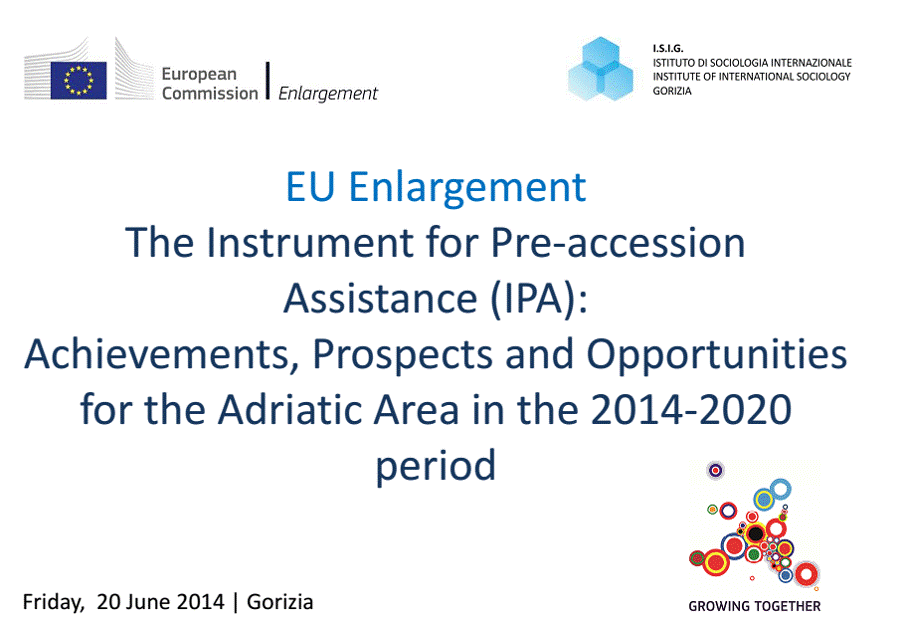 European
Commission
Enlargement
I.S.I.G.
ISTITUTO DI SOCIOLOGIA INTERNAZIONALE
INSTITUTE OF INTERNATIONAL SOCIOLOGY
GORIZIA
EU Enlargement
The Instrument for Pre-accession
Assistance (IPA):
Achievements, Prospects and Opportunities
for the Adriatic Area in the 2014-2020
period
GROWING TOGETHER
Friday, 20 June 2014 | Gorizia